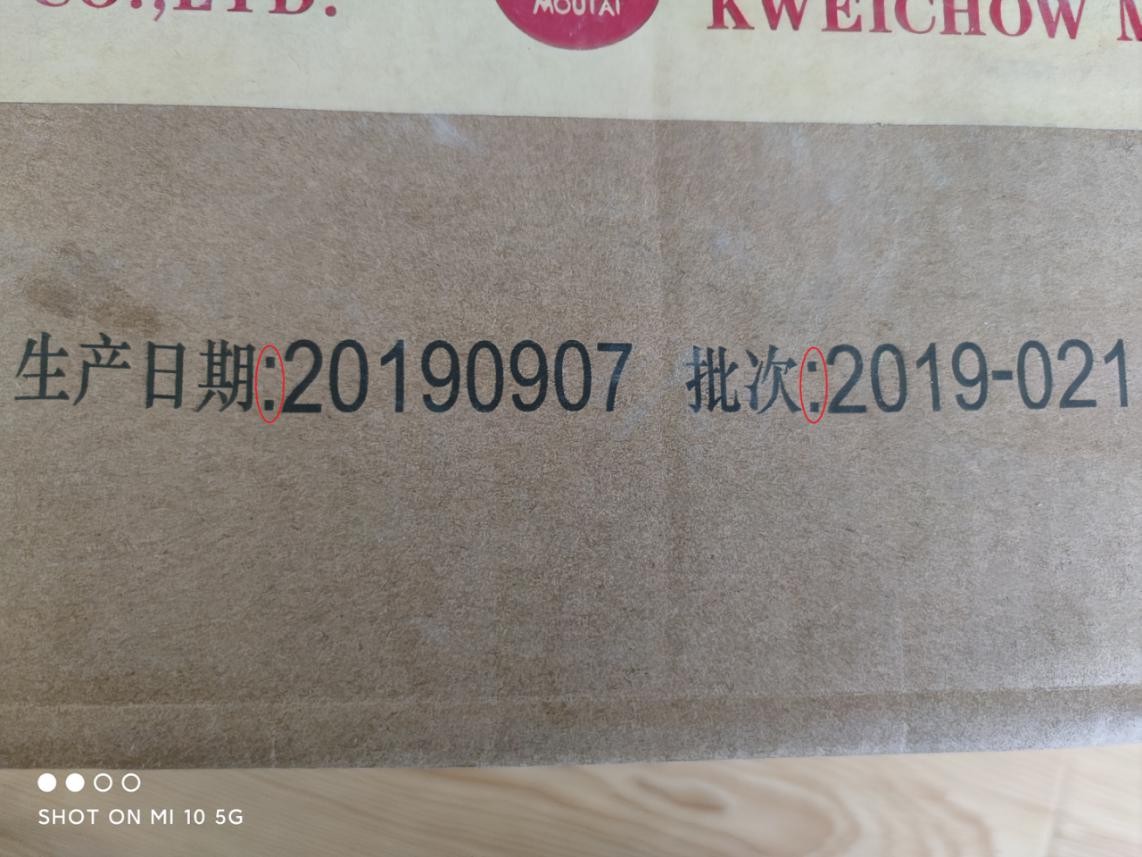 CO.,LTD.
MOUTAI
KWEICHOW
生产日期:20190907 批次:2019-021
SHOT ON MI 10 5G